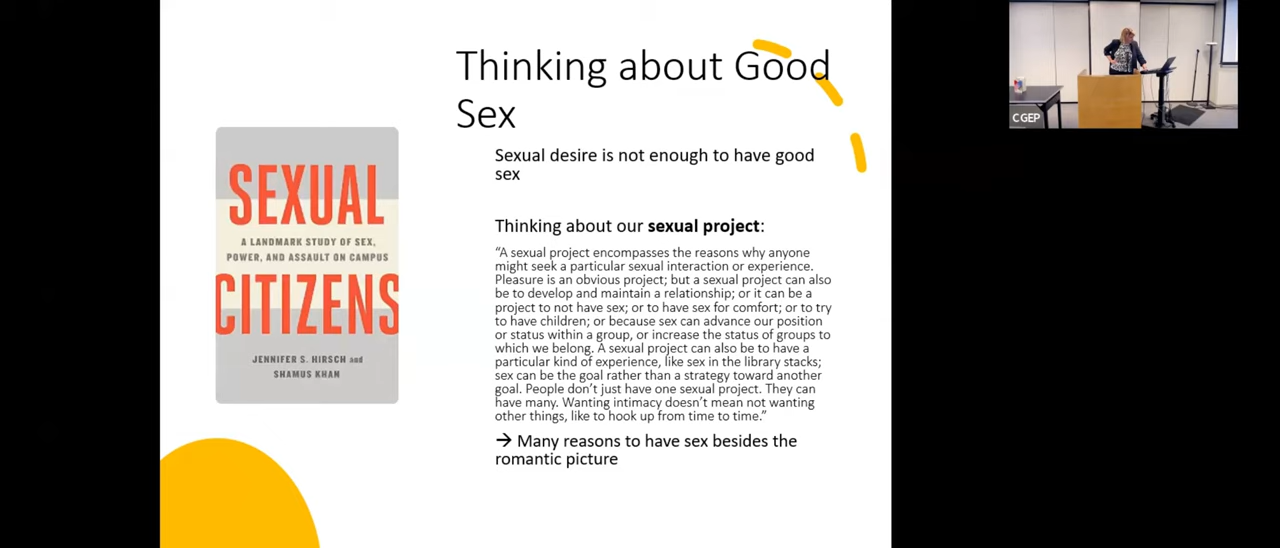 Thinking about Good
Sex
Sexual desire is not enough to have good
sex
Thinking about our sexual project:
“A sexual project encompasses the reasons why anyone
might seek a particular sexual interaction or experience.
Pleasure is an obvious project; but a sexual project can also
be to develop and maintain a relationship; or it can be a
project to not have sex; or to have sex for comfort; or to try
to have children; or because sex can advance our position
or status within a group, or increase the status of groups to
which we belong. A sexual project can also be to have a
particular kind of experience, like sex in the library stacks;
sex can be the goal rather than a strategy toward another
goal. People don’t just have one sexual project. They can
have many. Wanting intimacy doesn’t mean not wanting
other things, like to hook up from time to time.”
→ Many reasons to have sex besides the
romantic picture
SEXUAL
A LANDMARK STUDY OF SEX,
POWER, AND ASSAULT ON CAMPUS
CITIZENS
JENNIFER S. HIRSCH and
SHAMUS KHAN
CGEP